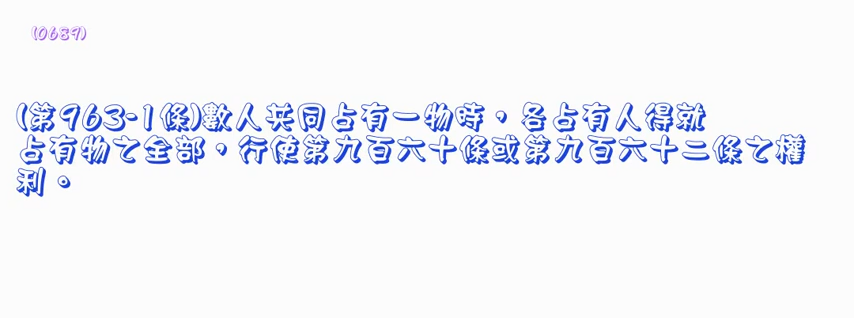 (0689)
(第963-1條)數人共同占有一物時，各占有人得就
占有物之全部，行使第九百六十條或第九百六十二條之權
利。